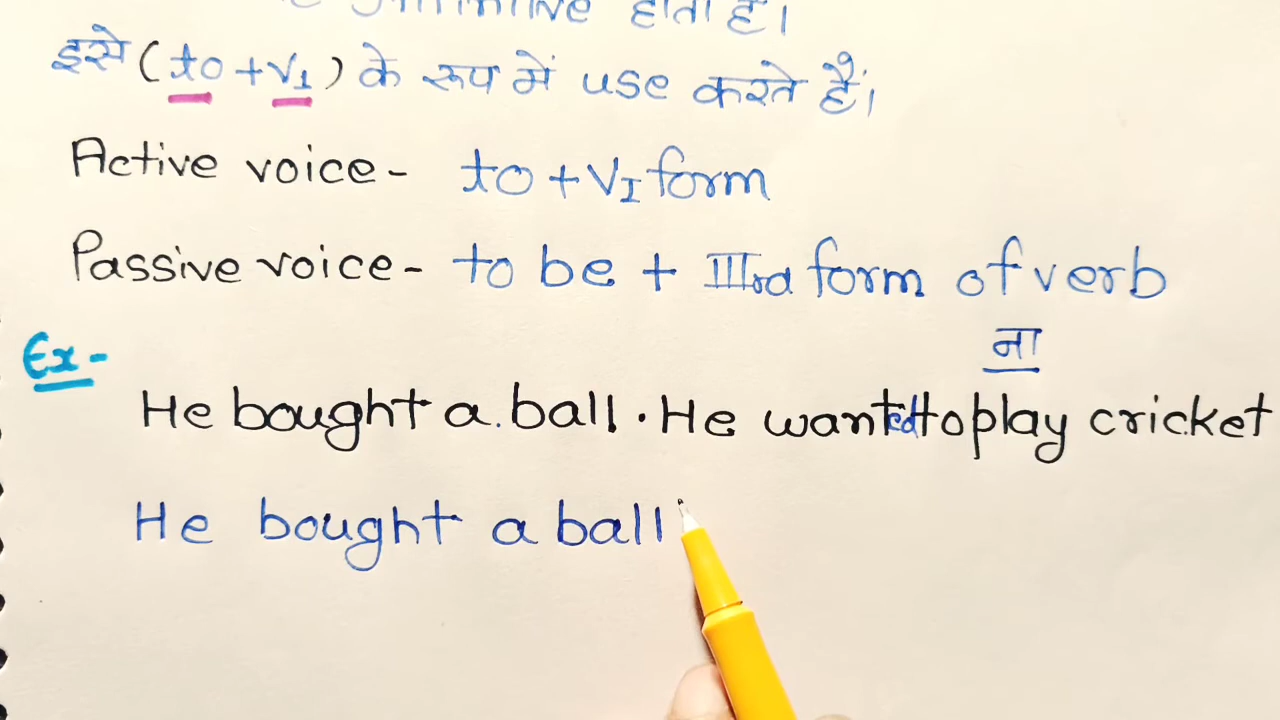 होता है।
इसे (to + V1) के रूप में use करते हैं।
Active voice - to + VI form
Passive voice - to be + IIIrd form of verb
ना
Ex-
He bought a ball. He wanted to play cricket
He bought a ball